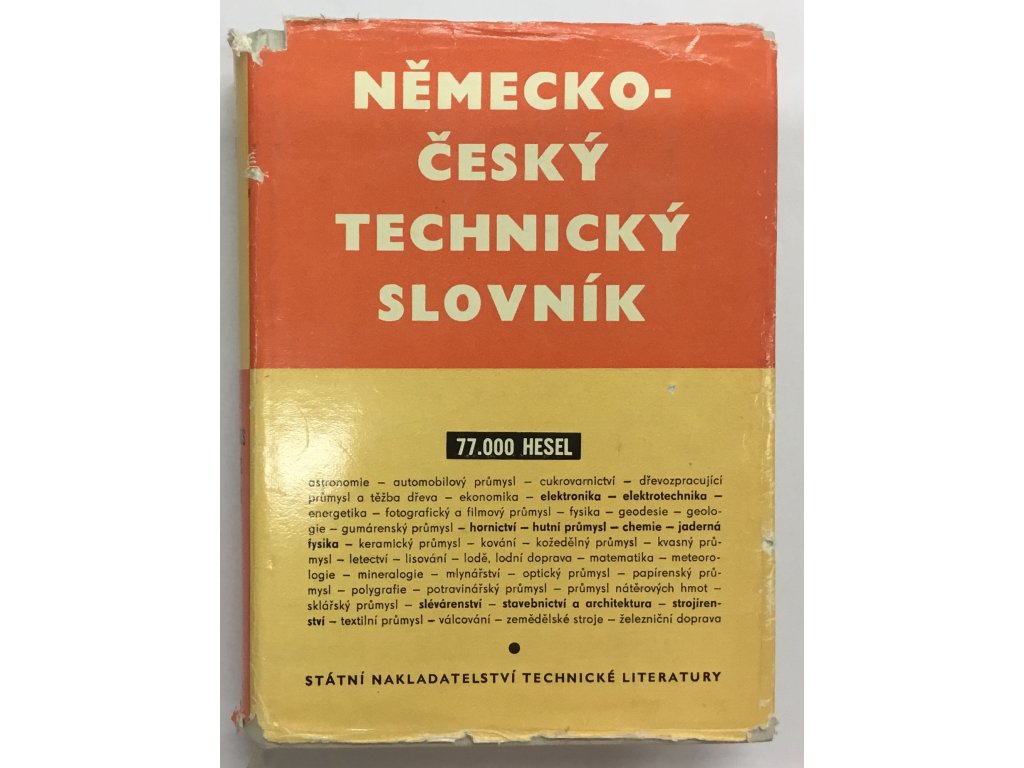 NĚMECKO-
ČESKÝ
TECHNICKÝ
SLOVNÍK
77.000 HESEL
astronomie – automobilový průmysl – cukrovarnictví – dřevozpracující
průmysl a těžba dřeva – ekonomika – elektronika – elektrotechnika –
energetika – fotografický a filmový průmysl – fysika – geodesie – geolo-
gie – gumárenský průmysl – hornictví – hutní průmysl – chemie – jaderná
fysika – keramický průmysl – kování – kožedělný průmysl – kvasný prů-
mysl – letectví – lisování – lodě, lodní doprava – matematika – meteoro-
logie – mineralogie – mlynářství – optický průmysl – papírenský prů-
mysl – polygrafie – potravinářský průmysl – průmysl nátěrových hmot –
sklářský průmysl – slévárenství – stavebnictví a architektura – strojíren-
ství – textilní průmysl – válcování – zemědělské stroje – železniční doprava
STÁTNÍ NAKLADATELSTVÍ TECHNICKÉ LITERATURY